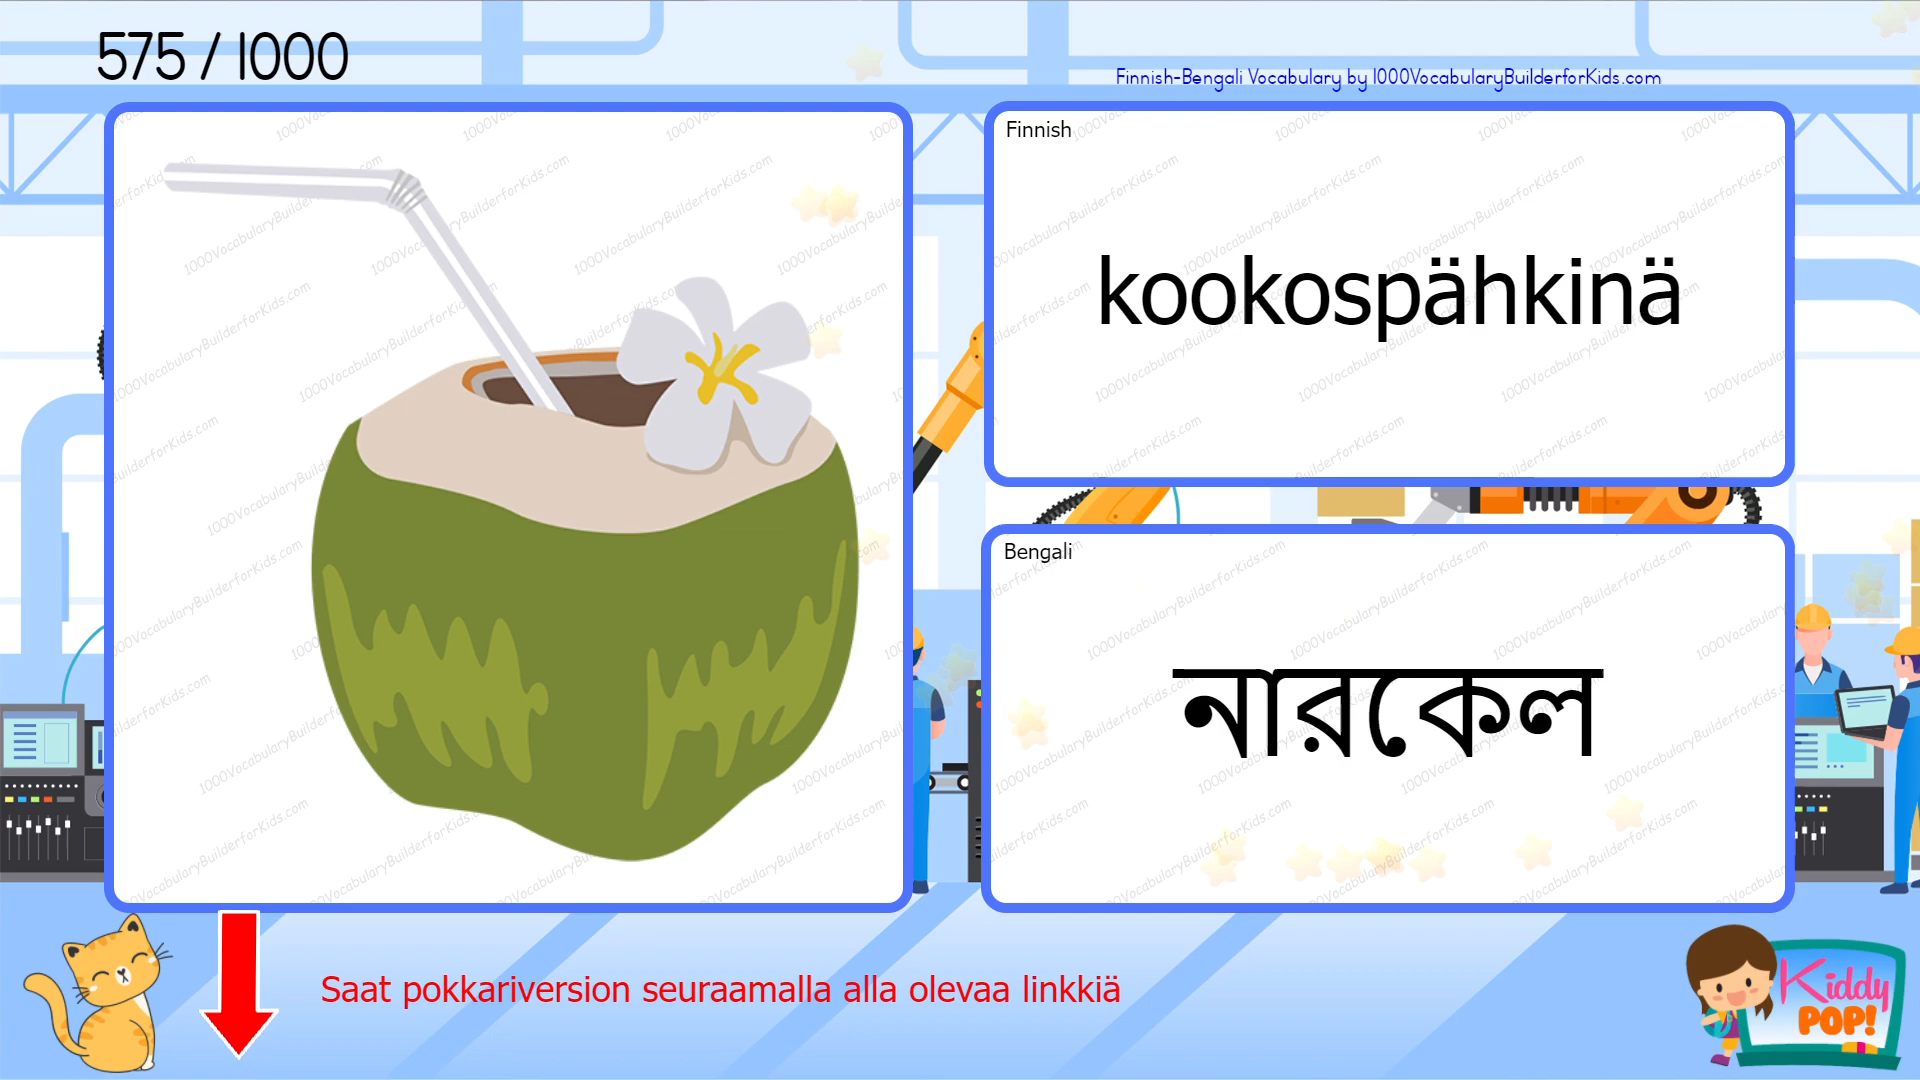 575 / 1000
Finnish-Bengali Vocabulary by 1000VocabularyBuilderforKids.com
Finnish
kookospähkinä
Bengali
নারকেল
Saat pokkariversion seuraamalla alla olevaa linkkiä
Kiddy
POP!